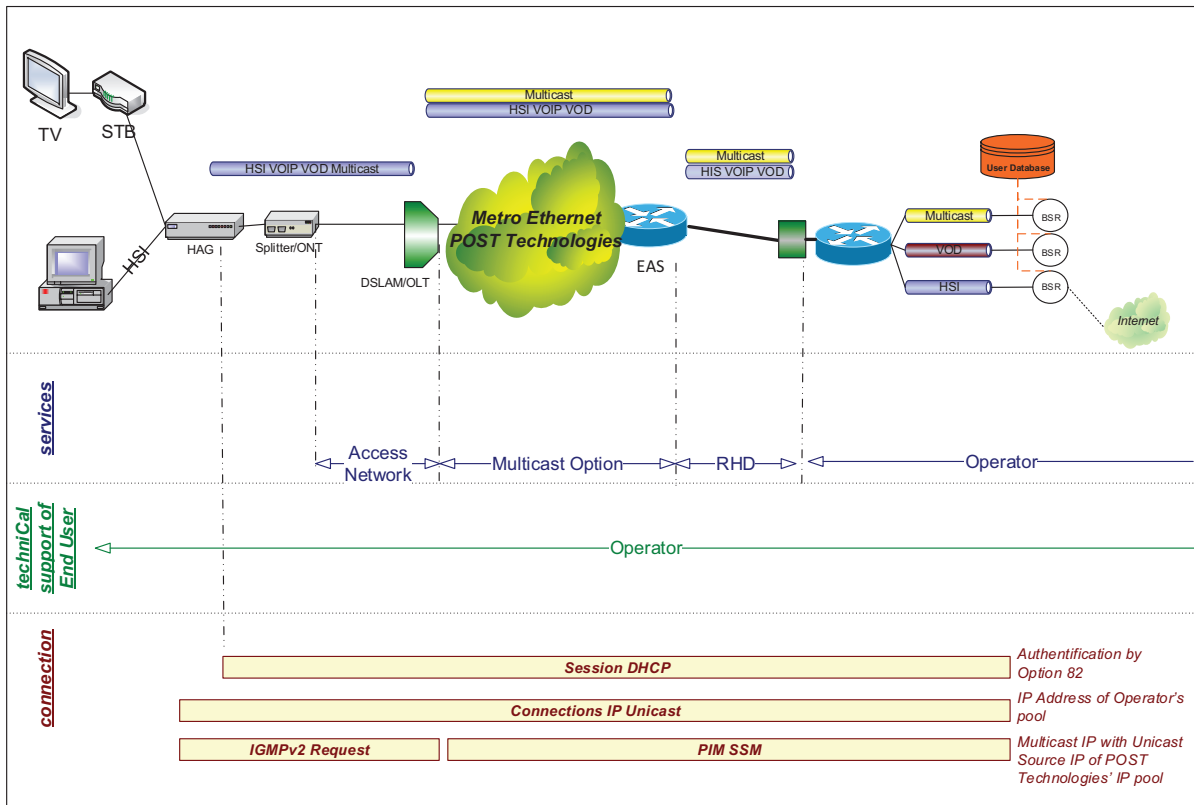 Multicast
HSI VOIP VOD
TV
STB
HSI VOIP VOD Multicast
Multicast
HIS VOIP VOD
User Database
Metro Ethernet
POST Technologies
Multicast
BSR
HSI
HAG
Splitter/ONT
DSLAM/OLT
EAS
VOD
BSR
HSI
BSR
Internet
services
Access
Network
Multicast Option
RHD
Operator
techniCal
support of
End User
Operator
connection
Session DHCP
Authentification by
Option 82
Connections IP Unicast
IP Address of Operator's
pool
IGMPv2 Request
PIM SSM
Multicast IP with Unicast
Source IP of POST
Technologies' IP pool